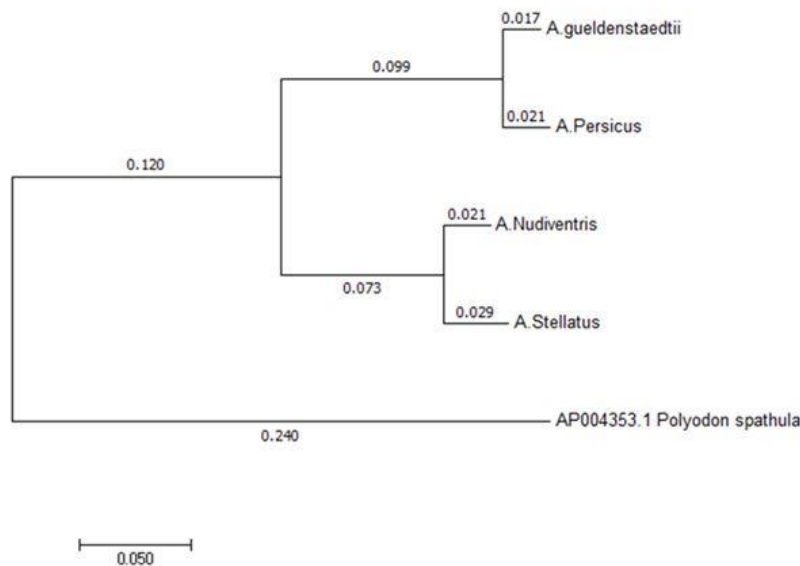 0.017
A.gueldenstaedtii
0.099
0.021
A.Persicus
0.120
0.021
A.Nudiventris
0.073
0.029
A.Stellatus
AP004353.1 Polyodon spathula
0.240
0.050